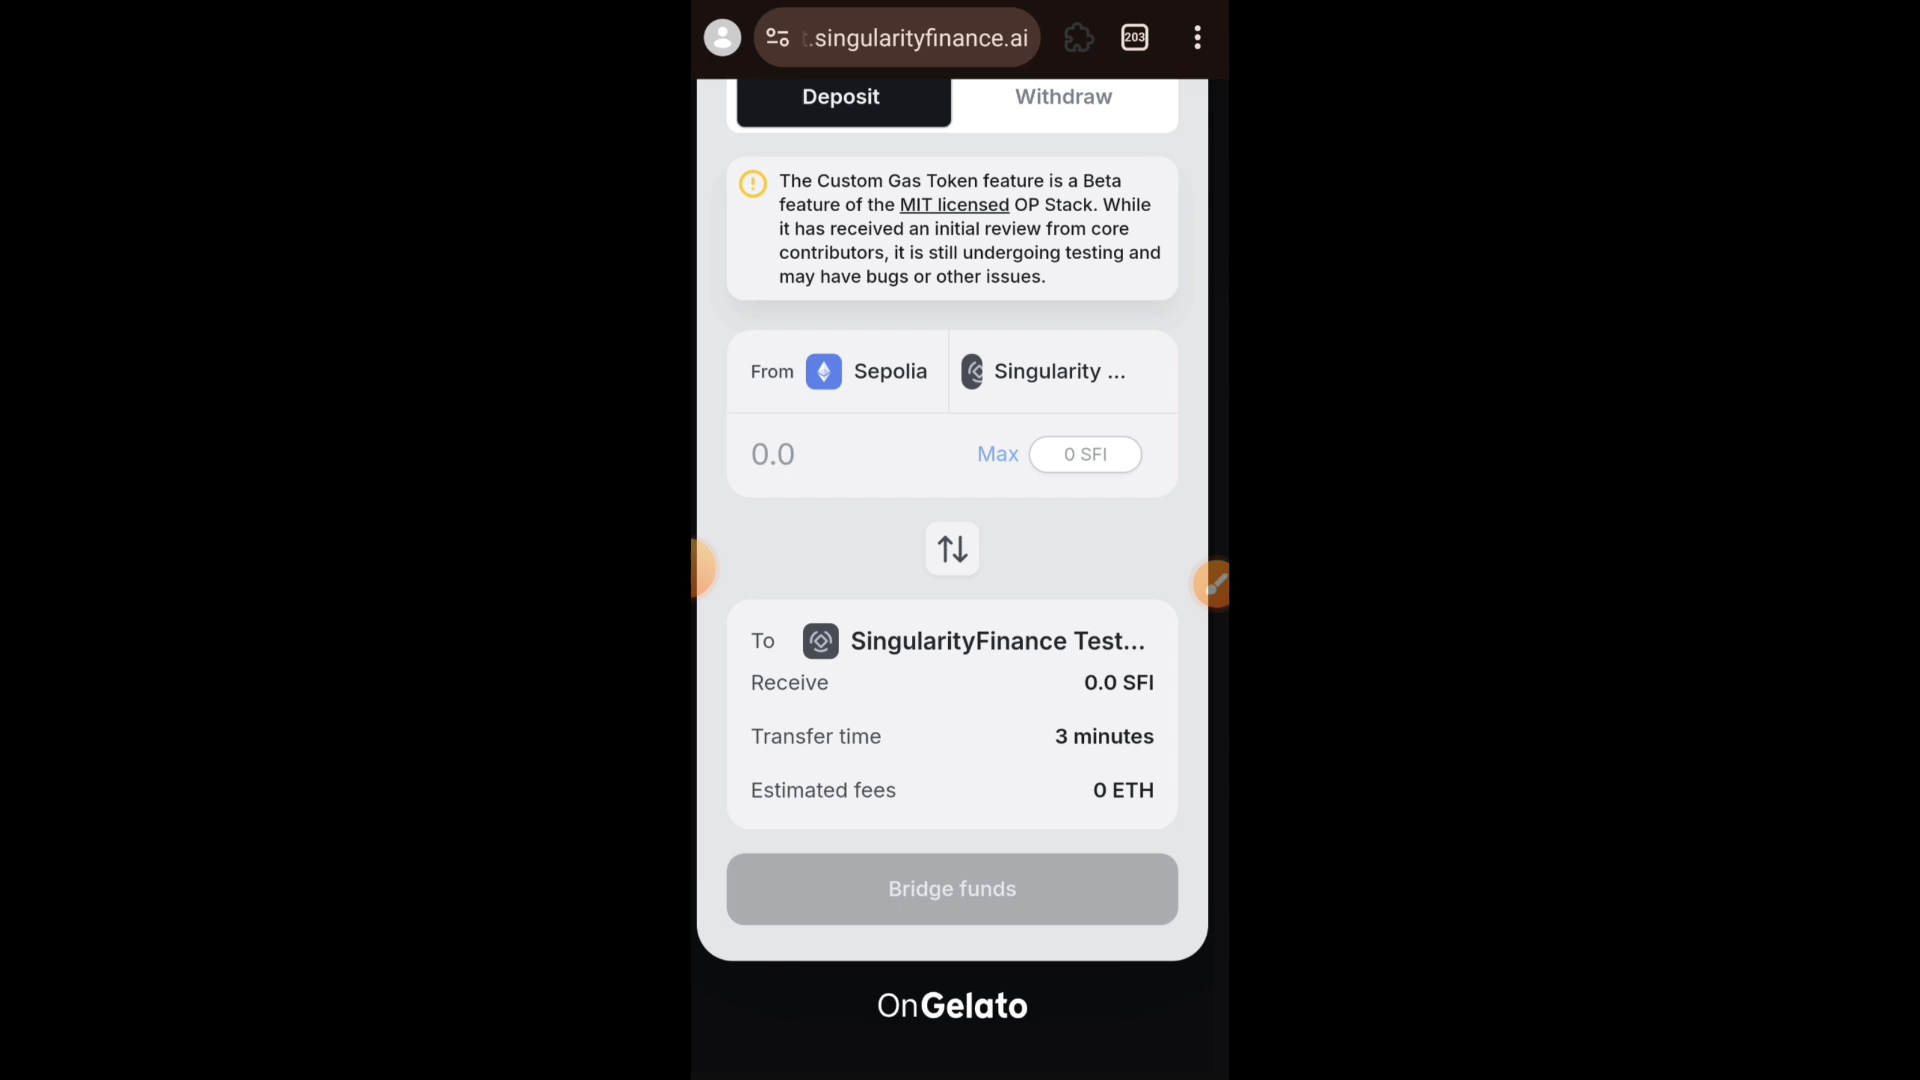 .singularityfinance.ai
203
Deposit
Withdraw
The Custom Gas Token feature is a Beta
feature of the MIT licensed OP Stack. While
it has received an initial review from core
contributors, it is still undergoing testing and
may have bugs or other issues.
From
Sepolia
Singularity ...
0.0
Max
0 SFI
To
SingularityFinance Test...
Receive
0.0 SFI
Transfer time
3 minutes
Estimated fees
0 ETH
Bridge funds
OnGelato